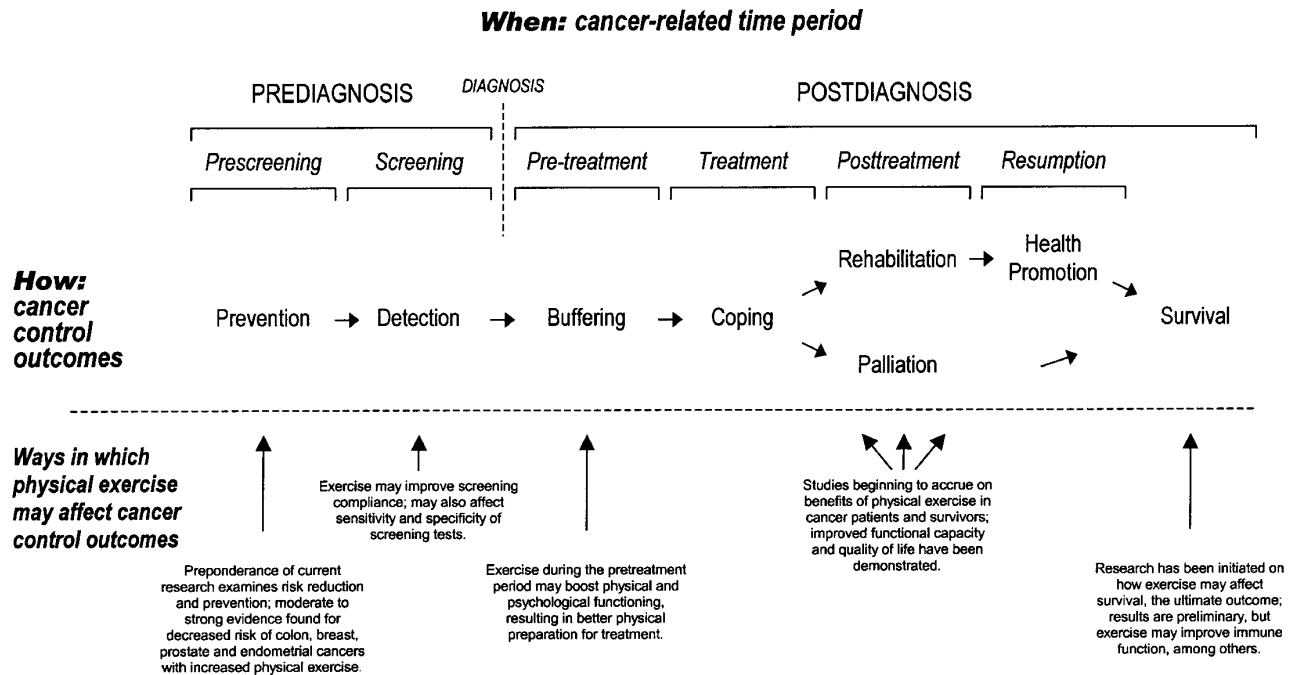 When: cancer-related time period
PREDIAGNOSIS
DIAGNOSIS
POSTDIAGNOSIS
Prescreening
Screening
Pre-treatment
Treatment
Posttreatment
Resumption
How:
cancer
control
outcomes
Prevention
Detection
Buffering
Coping
Rehabilitation
Health
Promotion
Palliation
Survival
Ways in which
physical exercise
may affect cancer
control outcomes
Preponderance of current
research examines risk reduction
and prevention; moderate to
strong evidence found for
decreased risk of colon, breast,
prostate and endometrial cancers
with increased physical exercise.
Exercise may improve screening
compliance; may also affect
sensitivity and specificity of
screening tests.
Exercise during the pretreatment
period may boost physical and
psychological functioning,
resulting in better physical
preparation for treatment.
Studies beginning to accrue on
benefits of physical exercise in
cancer patients and survivors;
improved functional capacity
and quality of life have been
demonstrated.
Research has been initiated on
how exercise may affect
survival, the ultimate outcome;
results are preliminary, but
exercise may improve immune
function, among others.